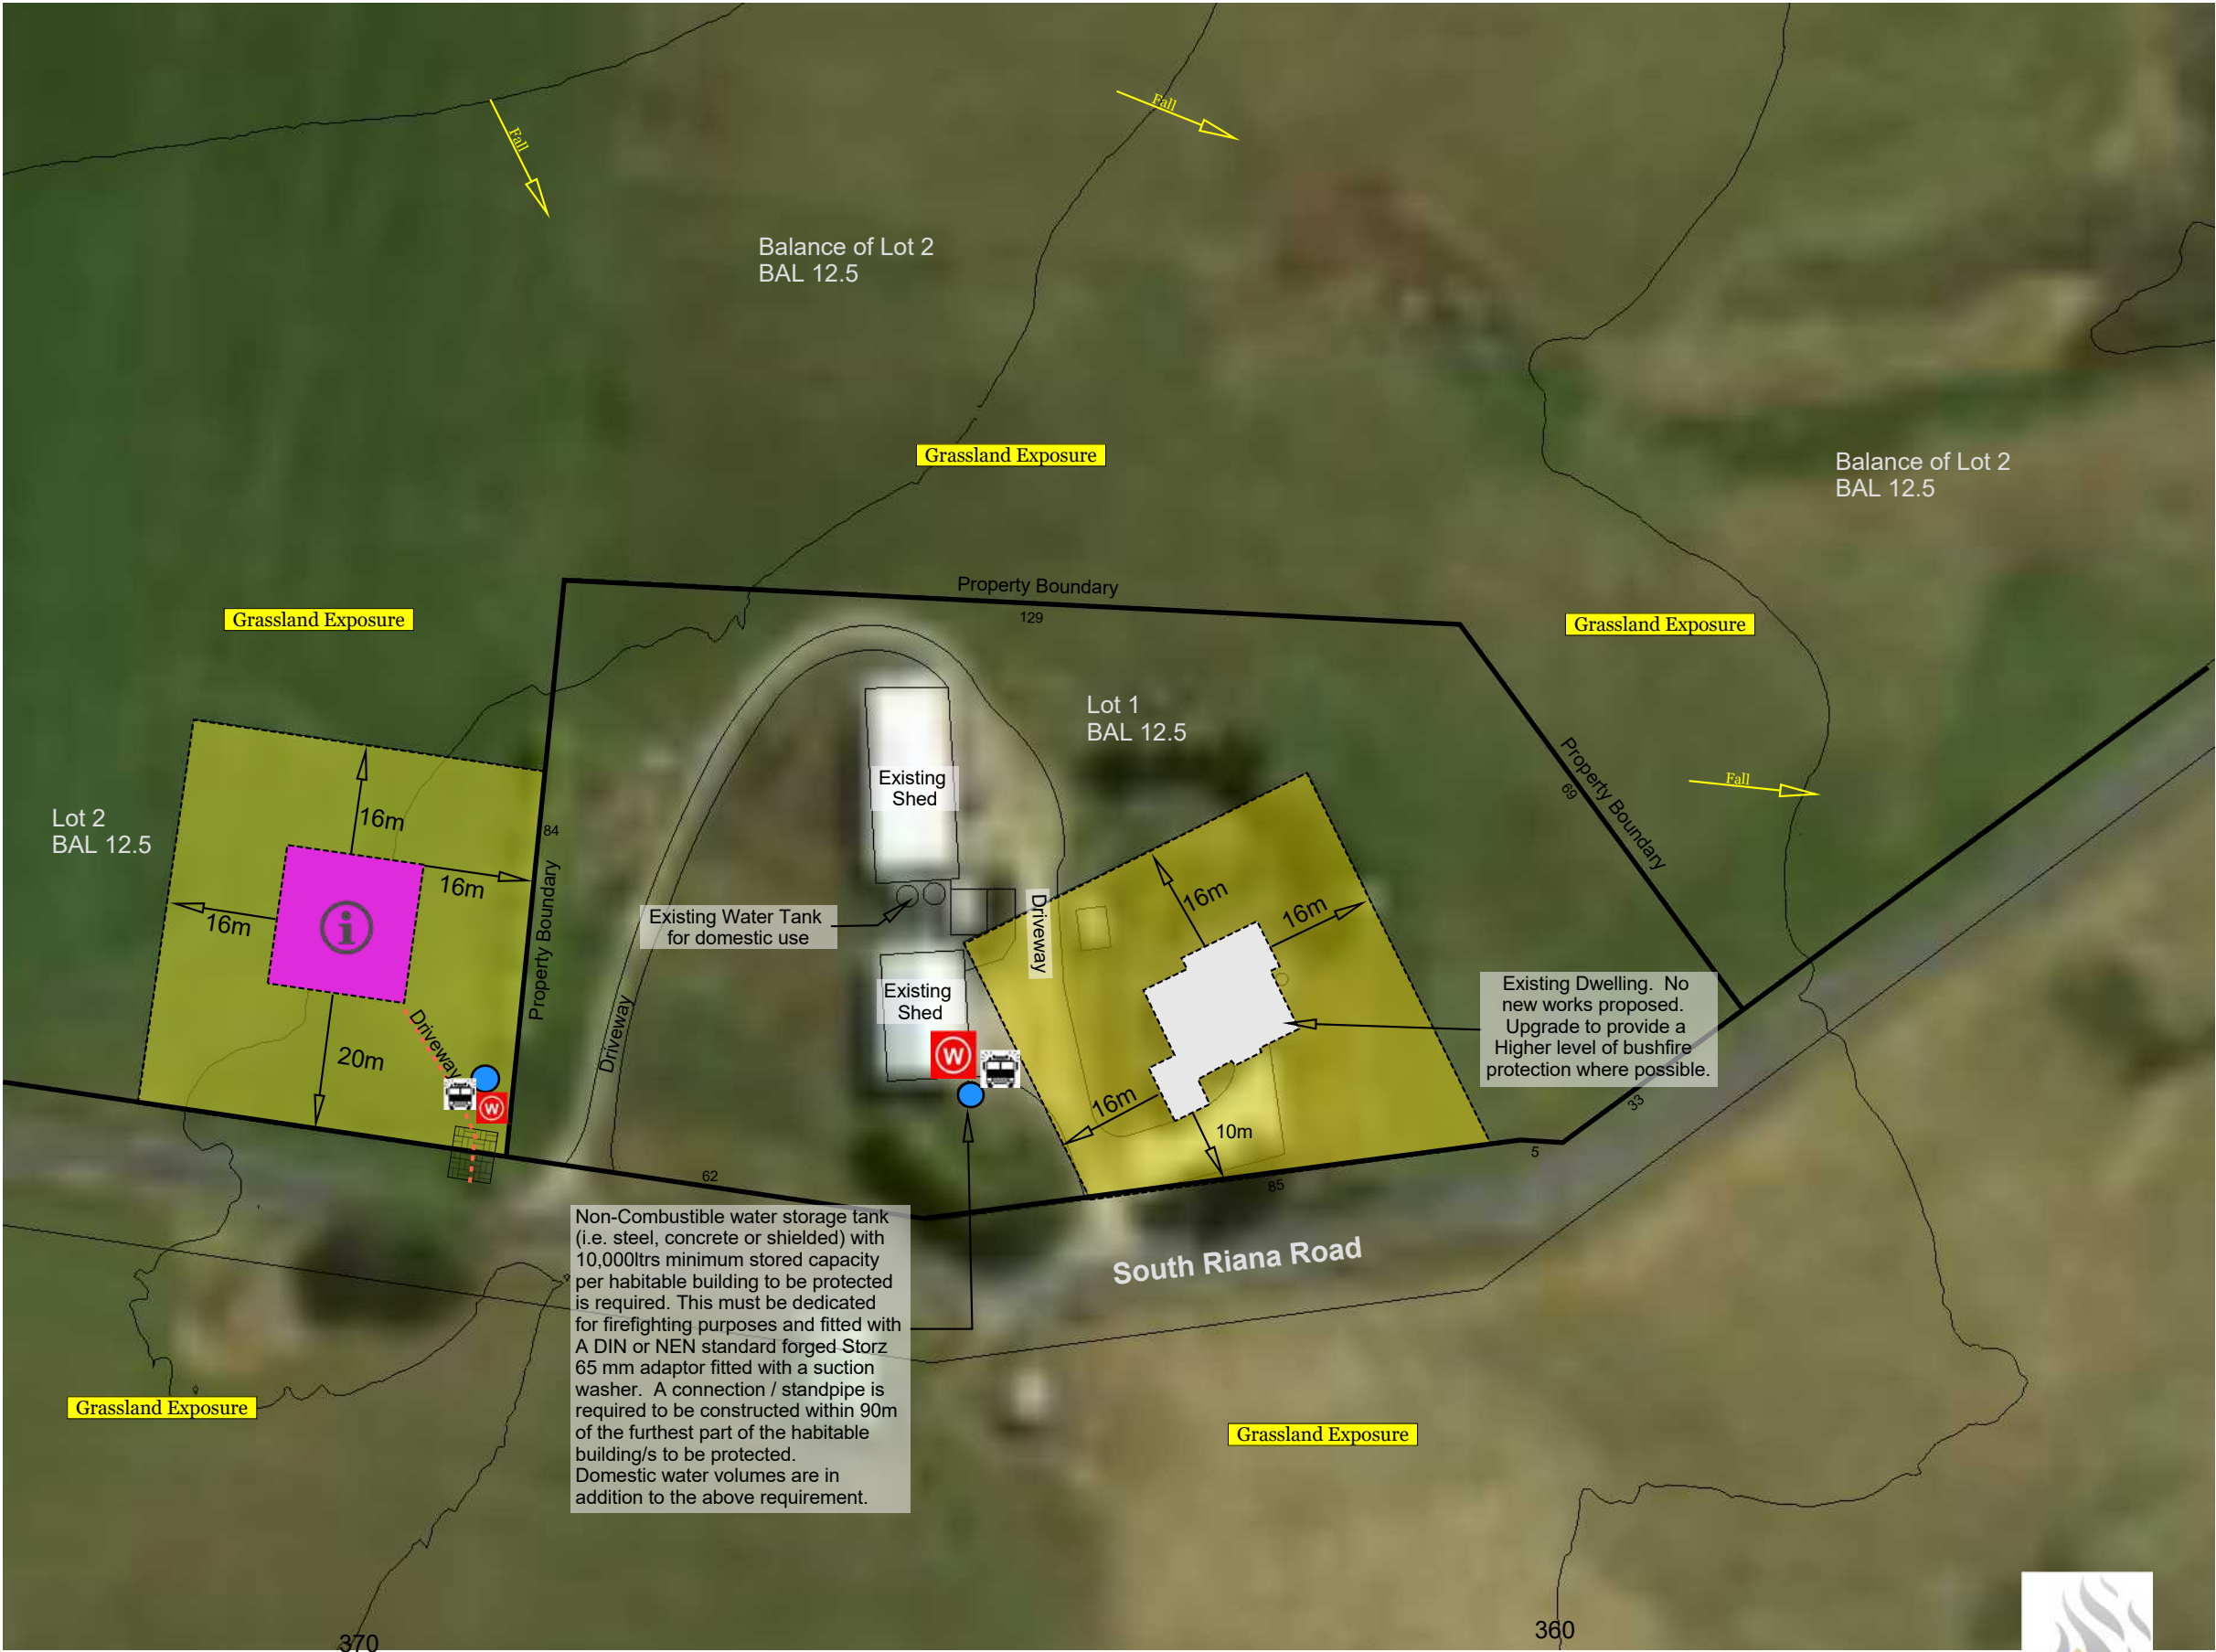 Fall
Fall
Balance of Lot 2
BAL 12.5
Grassland Exposure
Balance of Lot 2
BAL 12.5
Property Boundary
129
Grassland Exposure
Grassland Exposure
Lot 1
BAL 12.5
Property Boundary
69
Fall
Existing
Shed
Lot 2
BAL 12.5
16m
84
16m
16m
Property Boundary
Existing Water Tank
for domestic use
Driveway
16m
16m
Existing
Shed
Existing Dwelling. No
new works proposed.
Upgrade to provide a
Higher level of bushfire
protection where possible.
Driveway
20m
Driveway
W
W
16m
10m
33
5
62
85
Non-Combustible water storage tank
(i.e. steel, concrete or shielded) with
10,000ltrs minimum stored capacity
per habitable building to be protected
is required. This must be dedicated
for firefighting purposes and fitted with
A DIN or NEN standard forged Storz
65 mm adaptor fitted with a suction
washer. A connection / standpipe is
required to be constructed within 90m
of the furthest part of the habitable
building/s to be protected.
Domestic water volumes are in
addition to the above requirement.
South Riana Road
Grassland Exposure
Grassland Exposure
370
360